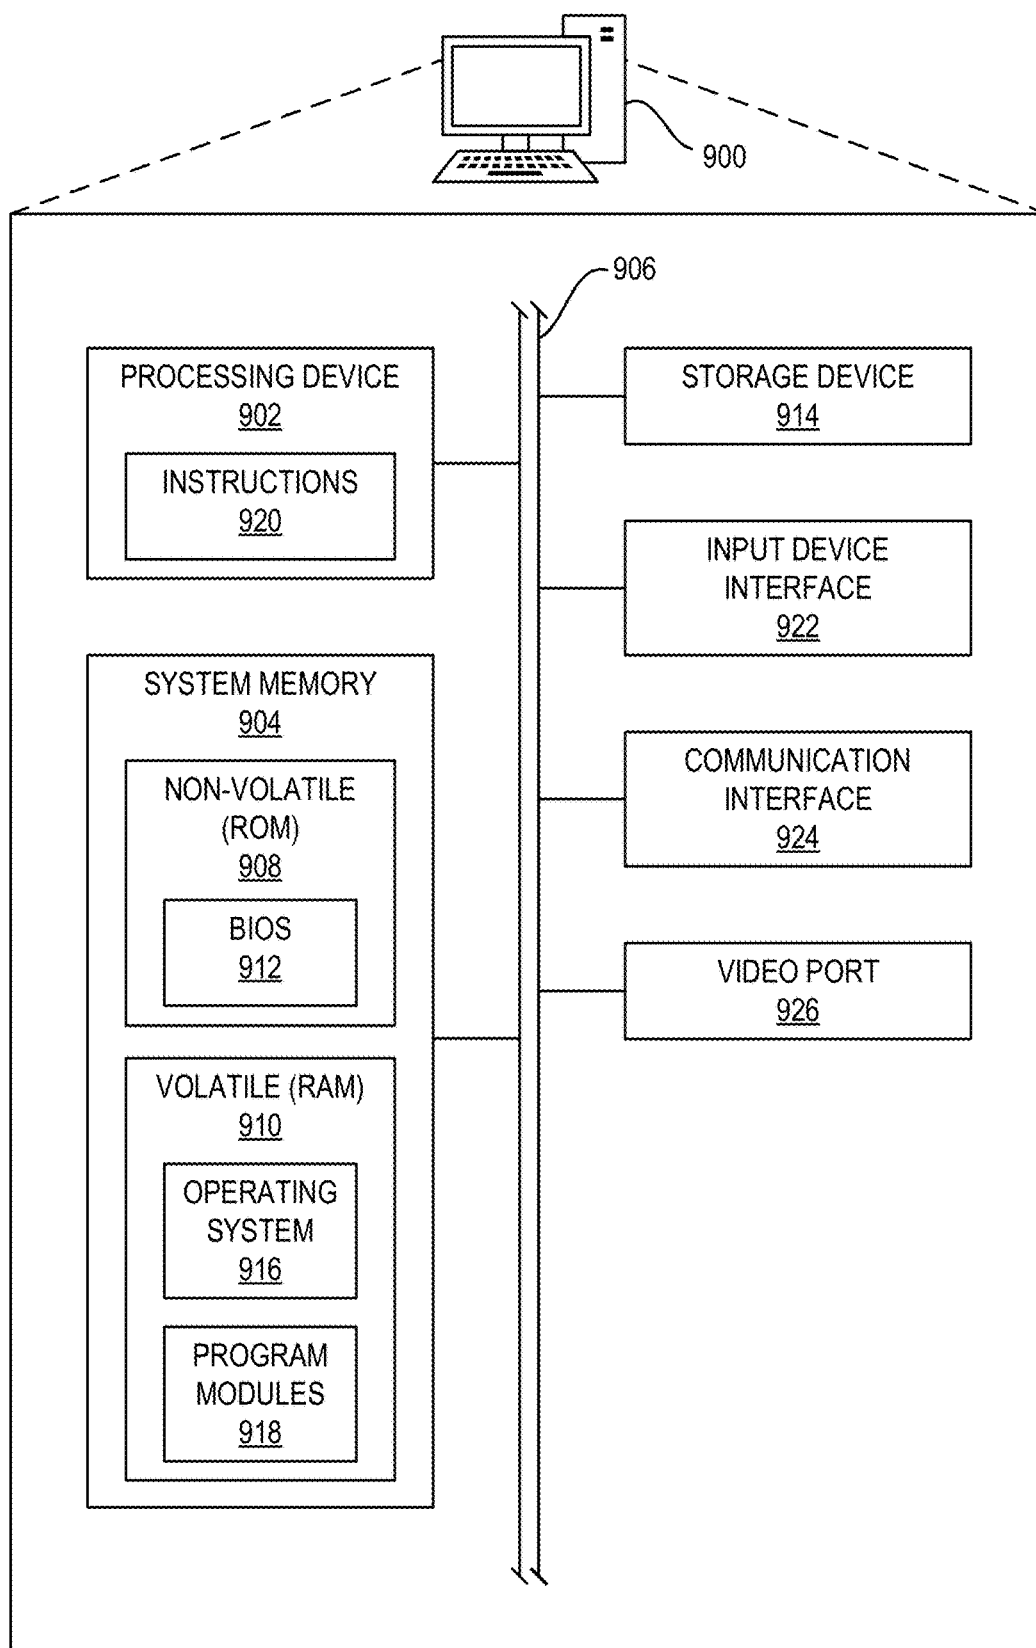 900
906
PROCESSING DEVICE
902
INSTRUCTIONS
920
SYSTEM MEMORY
904
NON-VOLATILE
(ROM)
908
BIOS
912
VOLATILE (RAM)
910
OPERATING
SYSTEM
916
PROGRAM
MODULES
918
STORAGE DEVICE
914
INPUT DEVICE
INTERFACE
922
COMMUNICATION
INTERFACE
924
VIDEO PORT
926